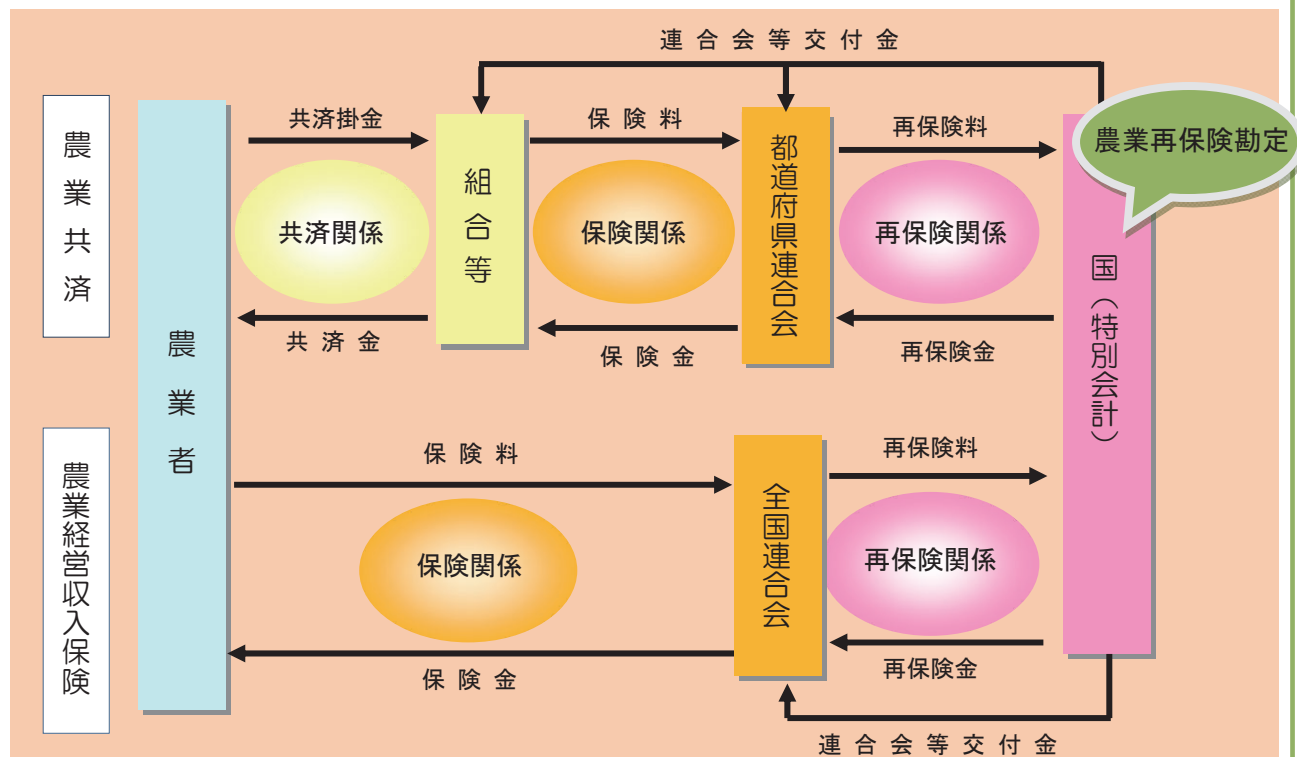 連合会等交付金
農業共済
農業者
共済掛金
共済関係
共済金
組合等
保険料
保険関係
保険金
都道府県連合会
再保険料
再保険関係
再保険金
国（特別会計）
農業再保険勘定
農業経営収入保険
保険料
保険関係
保険金
全国連合会
再保険料
再保険関係
再保険金
連合会等交付金